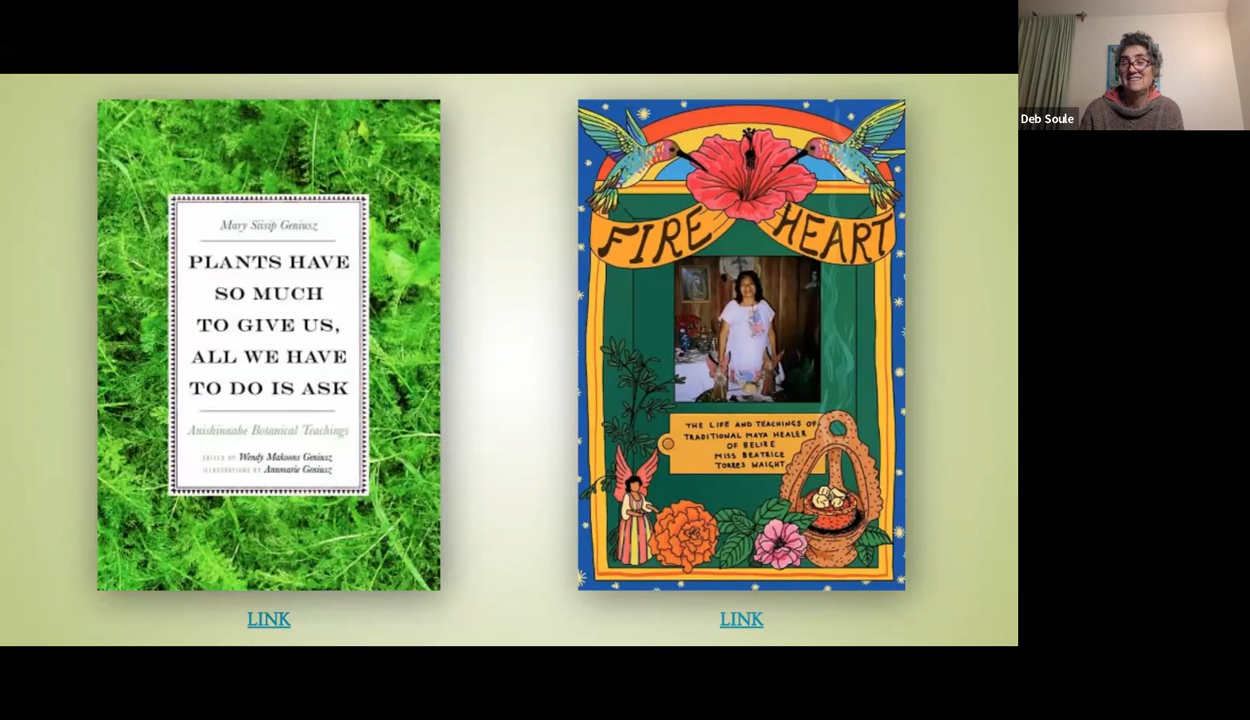 Mary Siisip Geniusz
PLANTS HAVE
SO MUCH
TO GIVE US,
ALL WE HAVE
TO DO IS ASK
Anishinaabe Botanical Teachings
EDITED BY Wendy Makoons Geniusz
ILLUSTRATIONS BY Annmarie Geniusz
LINK
FIRE HEART
THE LIFE AND TEACHINGS OF
TRADITIONAL MAYA HEALER
OF BELIZE
MISS BEATRICE
TORRES WAIGHT
LINK
Deb Soule